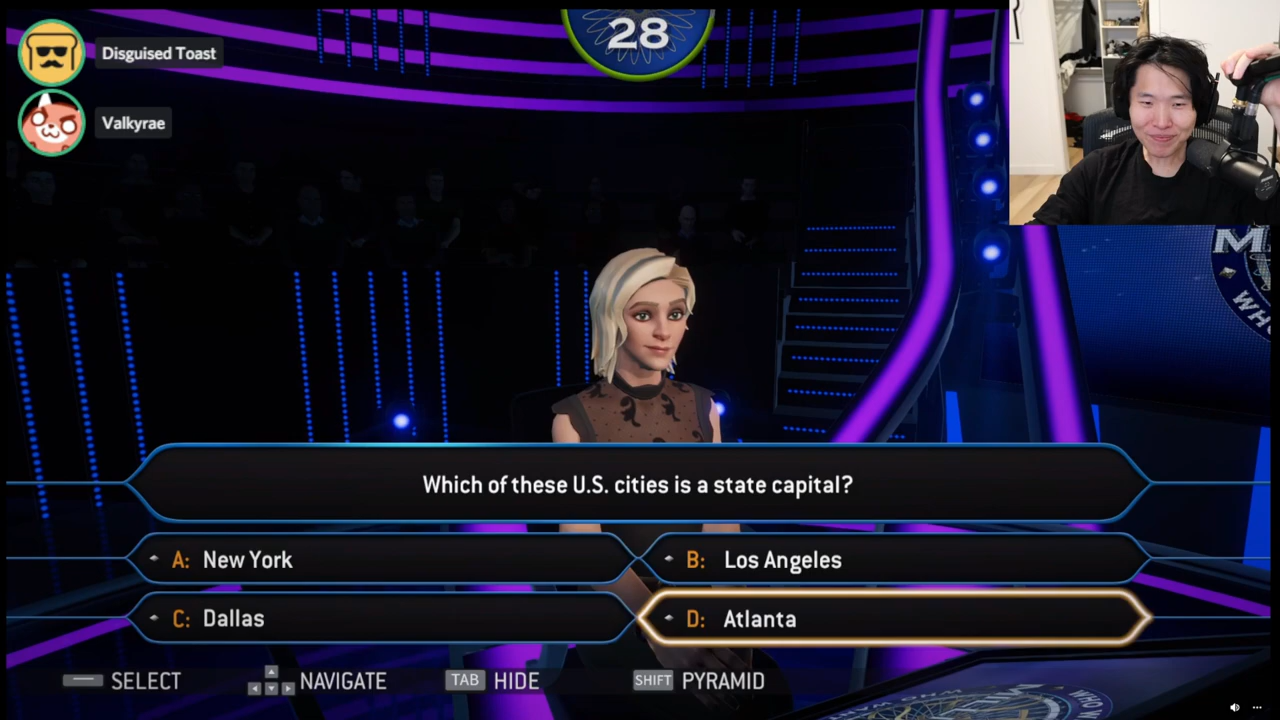 28
Disguised Toast
Valkyrae
Which of these U.S. cities is a state capital?
A: New York
B: Los Angeles
C: Dallas
D: Atlanta
SELECT
NAVIGATE
TAB HIDE
SHIFT PYRAMID